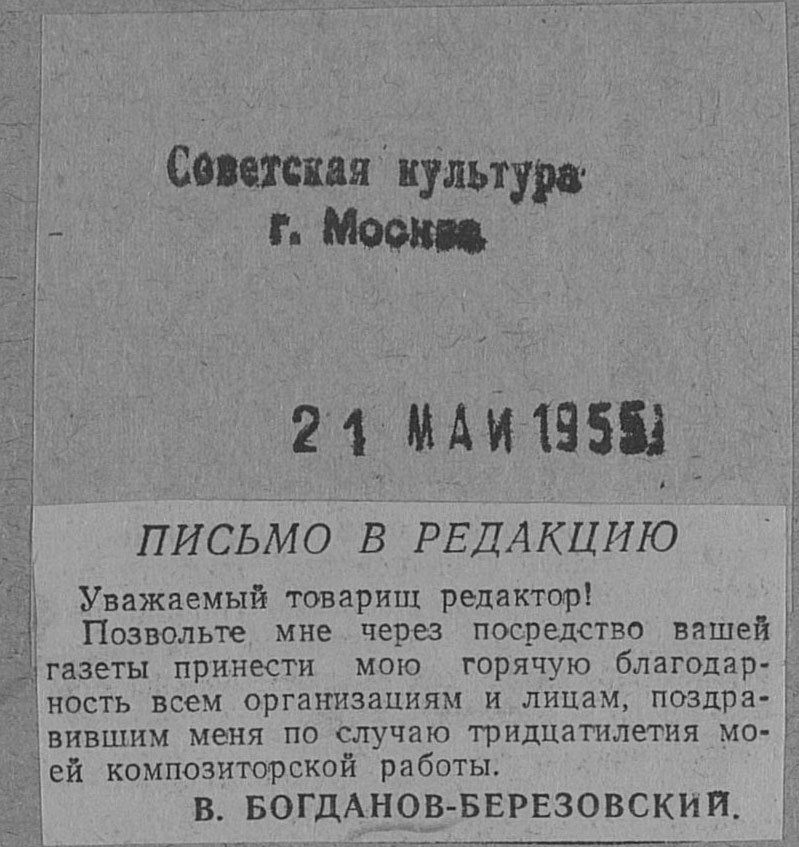 Советская культура
г. Москва
21 МАЙ 1955
ПИСЬМО В РЕДАКЦИЮ
Уважаемый товарищ редактор!
Позвольте мне через посредство вашей
газеты принести мою горячую благодар-
ность всем организациям и лицам, поздра-
вившим меня по случаю тридцатилетия мо-
ей композиторской работы.
В. БОГДАНОВ-БЕРЕЗОВСКИЙ.